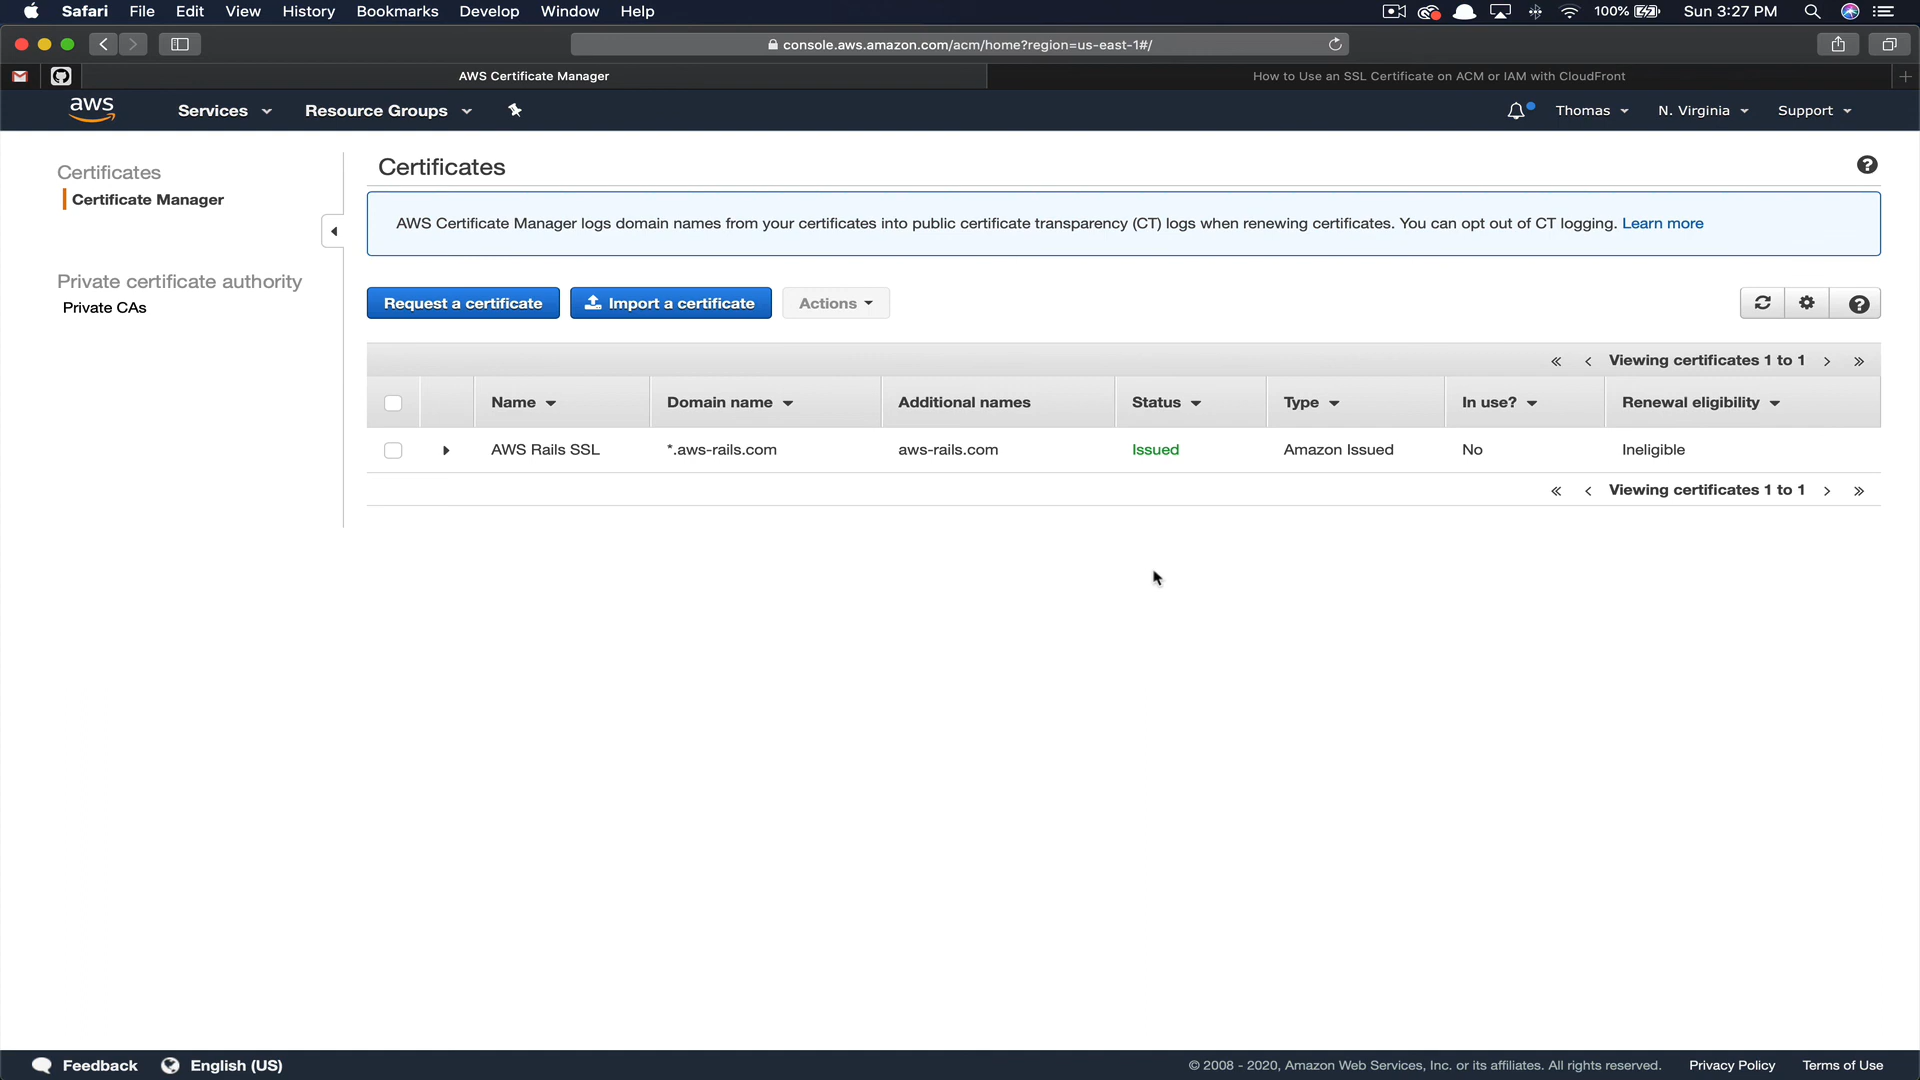 Safari File Edit View History Bookmarks Develop Window Help 100% Sun 3:27 PM
console.aws.amazon.com/acm/home?region=us-east-1#/
AWS Certificate Manager How to Use an SSL Certificate on ACM or IAM with CloudFront
aws Services Resource Groups Thomas N. Virginia Support
Certificates
Certificate Manager
Private certificate authority
Private CAs
Certificates
AWS Certificate Manager logs domain names from your certificates into public certificate transparency (CT) logs when renewing certificates. You can opt out of CT logging. Learn more
Request a certificate Import a certificate Actions
« ‹ Viewing certificates 1 to 1 › »
Name Domain name Additional names Status Type In use? Renewal eligibility
AWS Rails SSL *.aws-rails.com aws-rails.com Issued Amazon Issued No Ineligible
« ‹ Viewing certificates 1 to 1 › »
Feedback English (US) © 2008 - 2020, Amazon Web Services, Inc. or its affiliates. All rights reserved. Privacy Policy Terms of Use